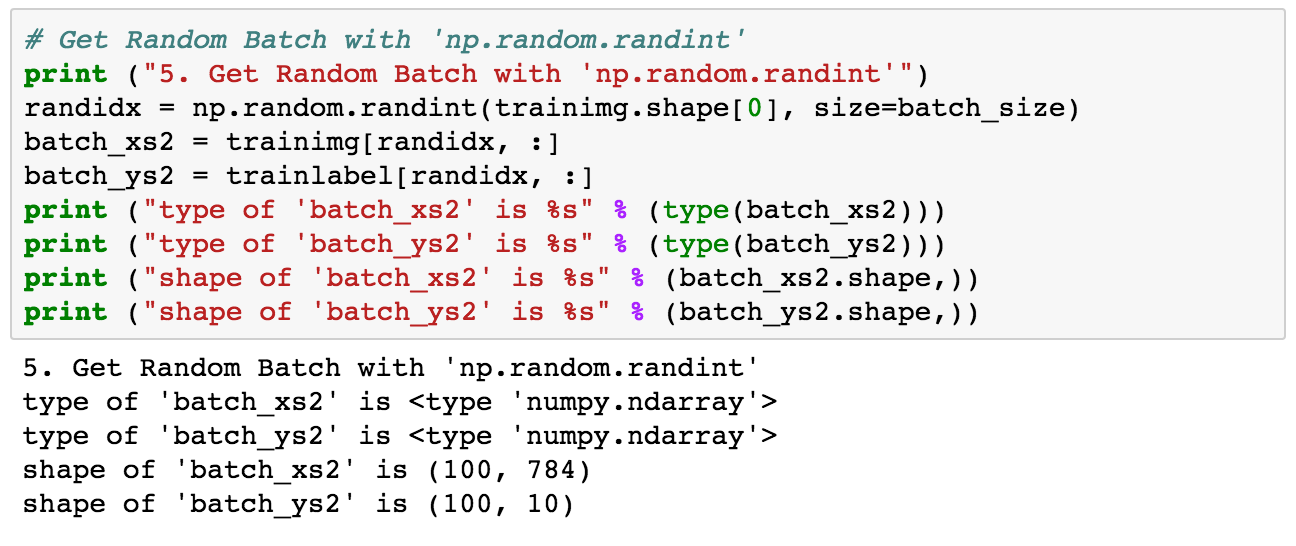 # Get Random Batch with 'np.random.randint'
print ("5. Get Random Batch with 'np.random.randint'")
randidx = np.random.randint(trainimg.shape[0], size=batch_size)
batch_xs2 = trainimg[randidx, :]
batch_ys2 = trainlabel[randidx, :]
print ("type of 'batch_xs2' is %s" % (type(batch_xs2)))
print ("type of 'batch_ys2' is %s" % (type(batch_ys2)))
print ("shape of 'batch_xs2' is %s" % (batch_xs2.shape,))
print ("shape of 'batch_ys2' is %s" % (batch_ys2.shape,))
5. Get Random Batch with 'np.random.randint'
type of 'batch_xs2' is <type 'numpy.ndarray'>
type of 'batch_ys2' is <type 'numpy.ndarray'>
shape of 'batch_xs2' is (100, 784)
shape of 'batch_ys2' is (100, 10)